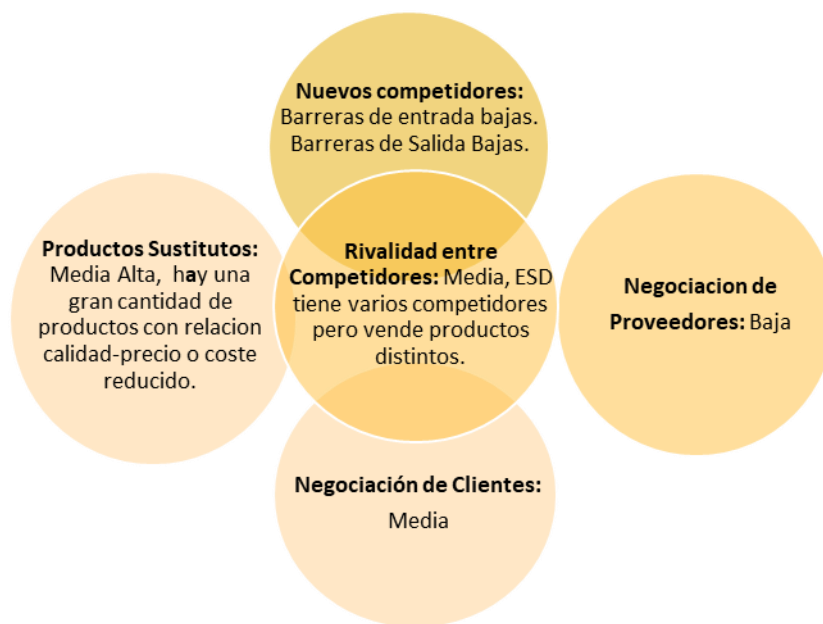 Nuevos competidores:
Barreras de entrada bajas.
Barreras de Salida Bajas.
Productos Sustitutos:
Media Alta, hay una
gran cantidad de
productos con relacion
calidad-precio o coste
reducido.
Rivalidad entre
Competidores: Media, ESD
tiene varios competidores
pero vende productos
distintos.
Negociacion de
Proveedores: Baja
Negociación de Clientes:
Media